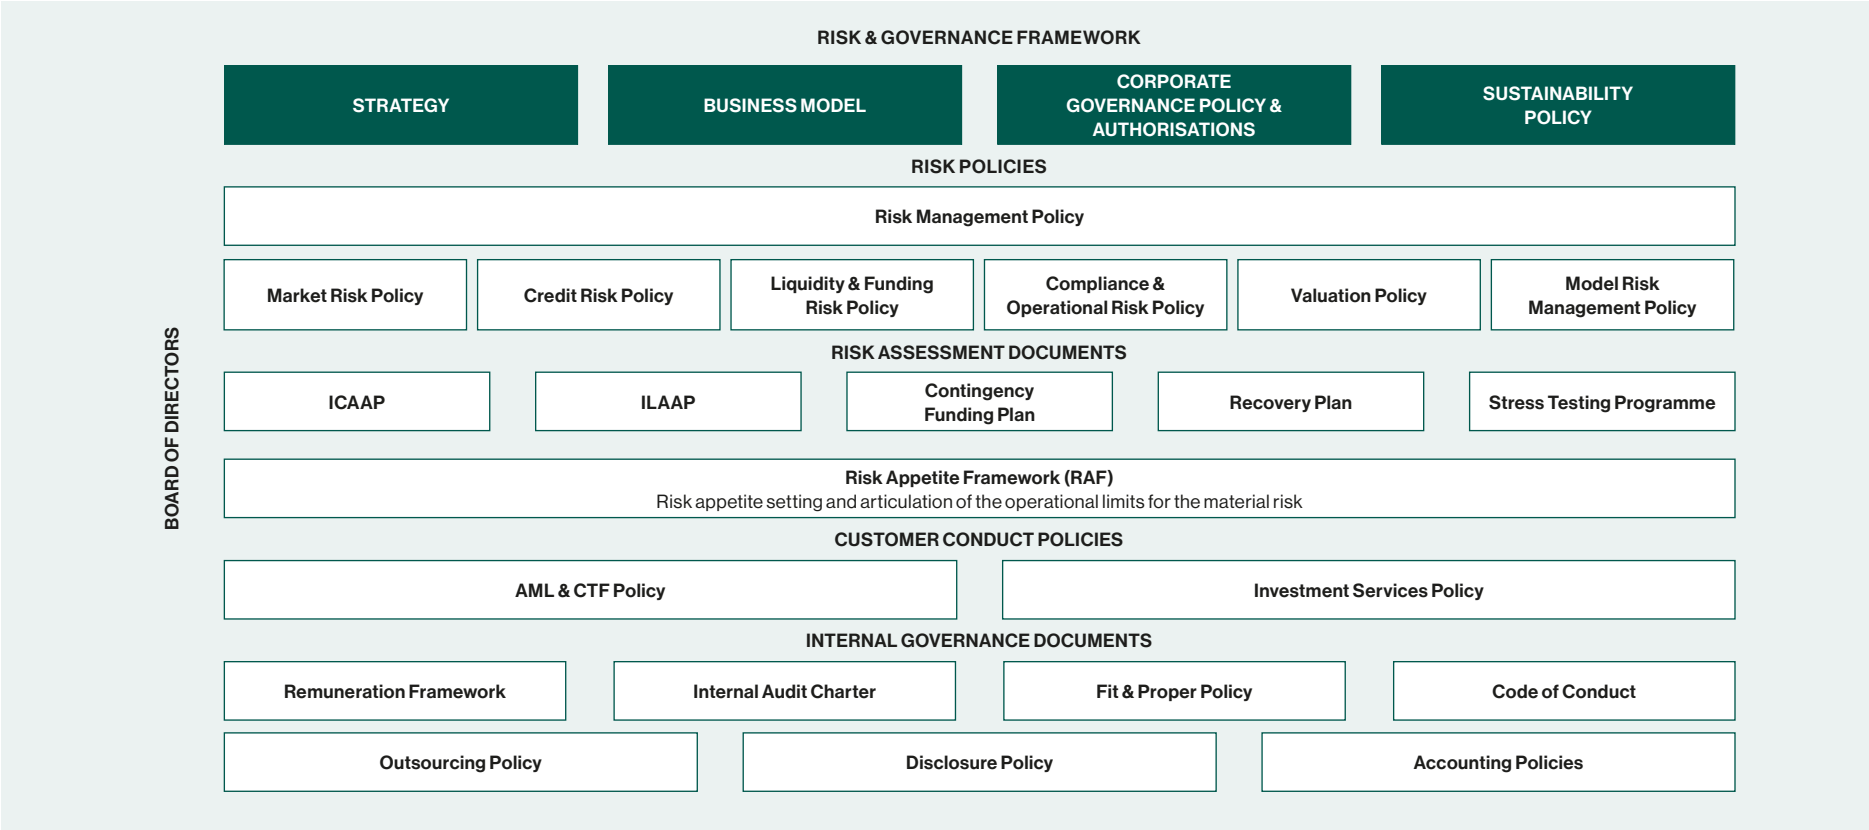 RISK & GOVERNANCE FRAMEWORK
STRATEGY
BUSINESS MODEL
CORPORATE
GOVERNANCE POLICY &
AUTHORISATIONS
SUSTAINABILITY
POLICY
RISK POLICIES
Risk Management Policy
Market Risk Policy
Credit Risk Policy
Liquidity & Funding
Risk Policy
Compliance &
Operational Risk Policy
Valuation Policy
Model Risk
Management Policy
BOARD OF DIRECTORS
RISK ASSESSMENT DOCUMENTS
ICAAP
ILAAP
Contingency
Funding Plan
Recovery Plan
Stress Testing Programme
Risk Appetite Framework (RAF)
Risk appetite setting and articulation of the operational limits for the material risk
CUSTOMER CONDUCT POLICIES
AML & CTF Policy
Investment Services Policy
INTERNAL GOVERNANCE DOCUMENTS
Remuneration Framework
Internal Audit Charter
Fit & Proper Policy
Code of Conduct
Outsourcing Policy
Disclosure Policy
Accounting Policies